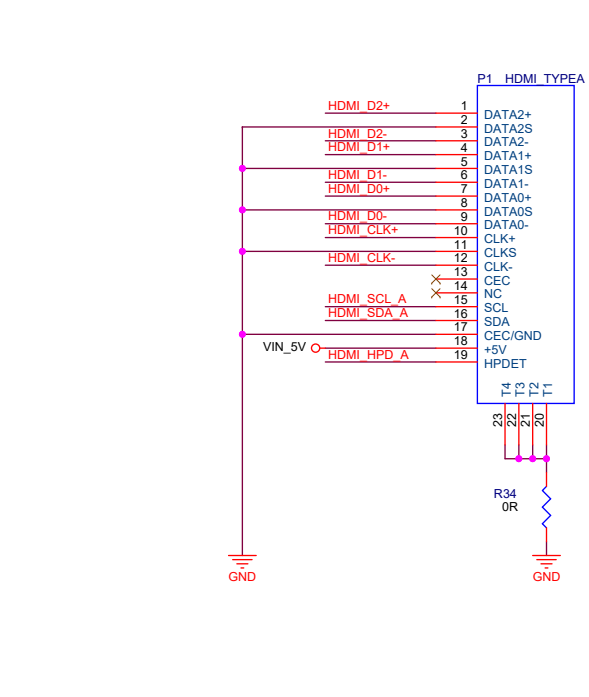 P1 HDMI_TYPEA
HDMI_D2+ 1 DATA2+
2 DATA2S
HDMI_D2- 3 DATA2-
HDMI_D1+ 4 DATA1+
5 DATA1S
HDMI_D1- 6 DATA1-
HDMI_D0+ 7 DATA0+
8 DATA0S
HDMI_D0- 9 DATA0-
HDMI_CLK+ 10 CLK+
11 CLKS
HDMI_CLK- 12 CLK-
13 CEC
14 NC
HDMI_SCL_A 15 SCL
HDMI_SDA_A 16 SDA
17 CEC/GND
VIN_5V 18 +5V
HDMI_HPD_A 19 HPDET
T4 T3 T2 T1
23 22 21 20
R34
0R
GND GND